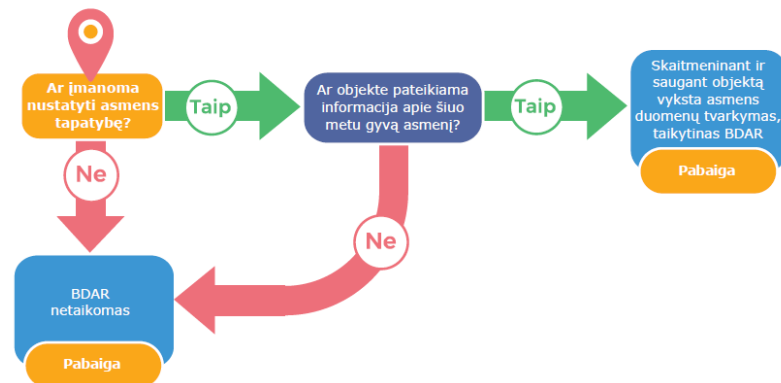 Ar įmanoma
nustatyti asmens
tapatybę?
Taip
Ar objekte pateikiama
informacija apie šiuo
metu gyvą asmenį?
Taip
Skaitmeninant ir
saugant objektą
vyksta asmens
duomenų tvarkymas,
taikytinas BDAR
Pabaiga
Ne
Ne
BDAR
netaikomas
Pabaiga